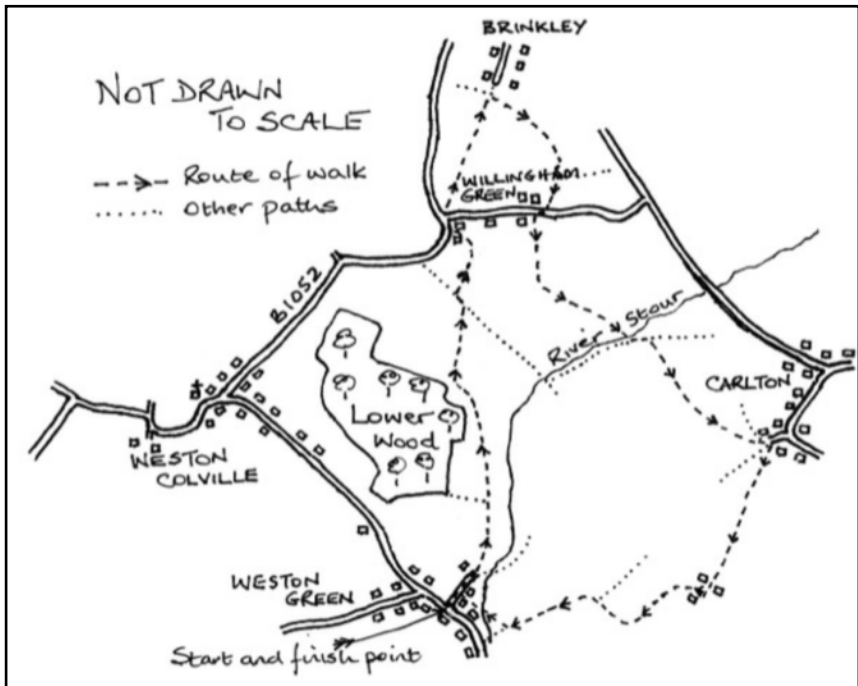 BRINKLEY
NOT DRAWN
TO SCALE
Route of walk
Other paths
WILLINGHAM
GREEN
B1052
River Stour
CARLTON
Lower
Wood
WESTON
COLVILLE
WESTON
GREEN
Start and finish point